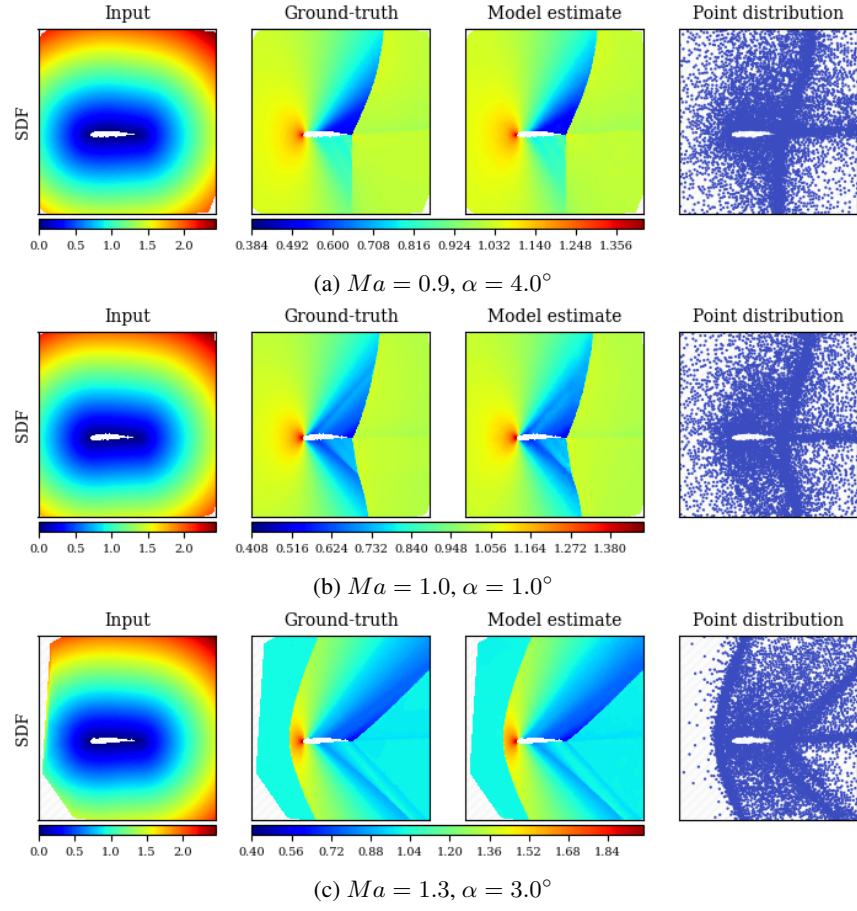 Input Ground-truth Model estimate Point distribution
SDF
0.0 0.5 1.0 1.5 2.0 0.384 0.492 0.600 0.708 0.816 0.924 1.032 1.140 1.248 1.356
(a) Ma = 0.9, α = 4.0°
Input Ground-truth Model estimate Point distribution
SDF
0.0 0.5 1.0 1.5 2.0 0.408 0.516 0.624 0.732 0.840 0.948 1.056 1.164 1.272 1.380
(b) Ma = 1.0, α = 1.0°
Input Ground-truth Model estimate Point distribution
SDF
0.0 0.5 1.0 1.5 2.0 0.40 0.56 0.72 0.88 1.04 1.20 1.36 1.52 1.68 1.84
(c) Ma = 1.3, α = 3.0°